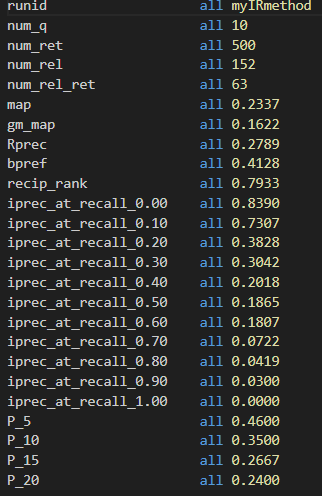 runid all myIRmethod
num_q all 10
num_ret all 500
num_rel all 152
num_rel_ret all 63
map all 0.2337
gm_map all 0.1622
Rprec all 0.2789
bpref all 0.4128
recip_rank all 0.7933
iprec_at_recall_0.00 all 0.8390
iprec_at_recall_0.10 all 0.7307
iprec_at_recall_0.20 all 0.3828
iprec_at_recall_0.30 all 0.3042
iprec_at_recall_0.40 all 0.2018
iprec_at_recall_0.50 all 0.1865
iprec_at_recall_0.60 all 0.1807
iprec_at_recall_0.70 all 0.0722
iprec_at_recall_0.80 all 0.0419
iprec_at_recall_0.90 all 0.0300
iprec_at_recall_1.00 all 0.0000
P_5 all 0.4600
P_10 all 0.3500
P_15 all 0.2667
P_20 all 0.2400